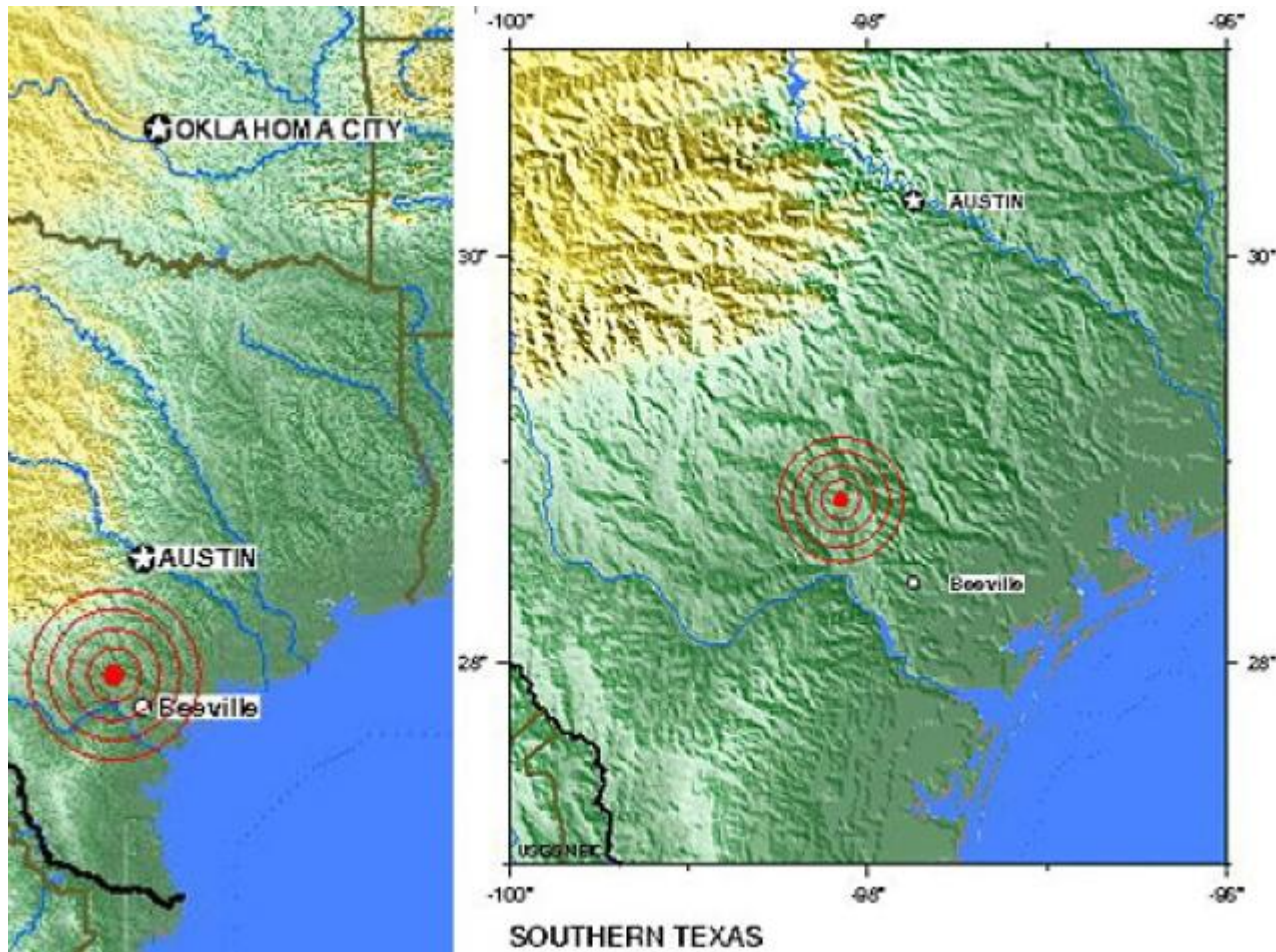 OKLAHOMA CITY
AUSTIN
Beeville
-100° -98° -96°
AUSTIN
30° 30°
Beeville
28° 28°
USGS NEIC
-100° -98° -96°
SOUTHERN TEXAS